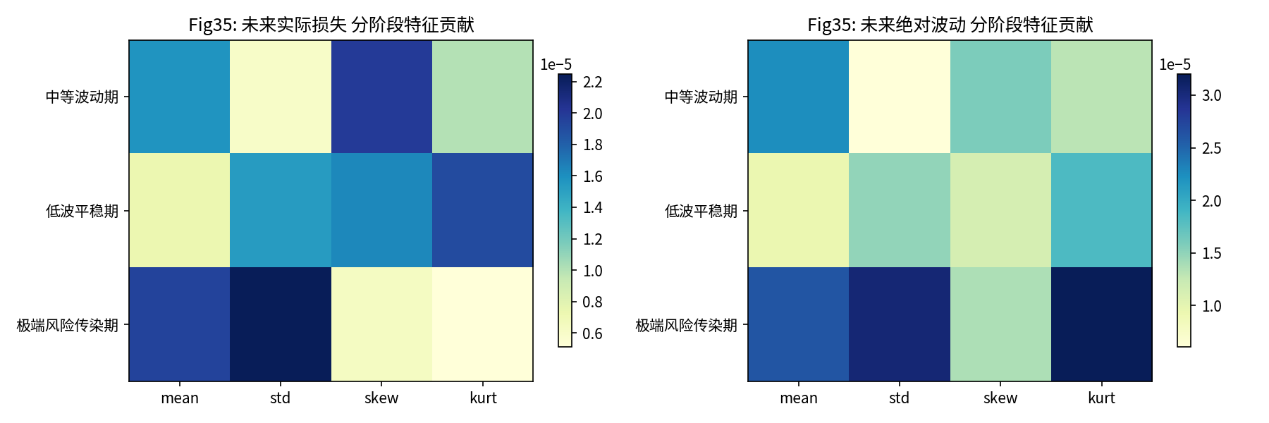 Fig35: 未来实际损失 分阶段特征贡献
中等波动期
低波平稳期
极端风险传染期
mean
std
skew
kurt
1e−5
2.2
2.0
1.8
1.6
1.4
1.2
1.0
0.8
0.6
Fig35: 未来绝对波动 分阶段特征贡献
中等波动期
低波平稳期
极端风险传染期
mean
std
skew
kurt
1e−5
3.0
2.5
2.0
1.5
1.0